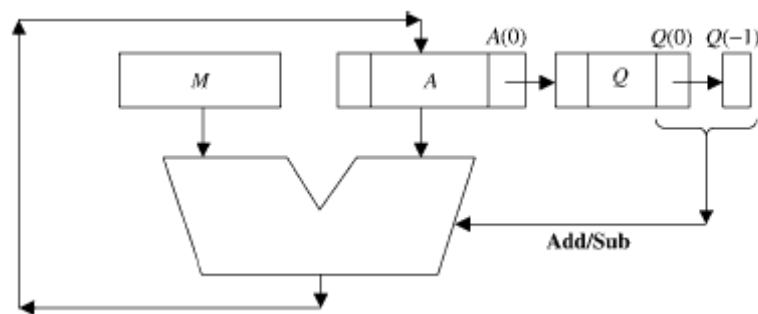 A(0)
Q(0)
Q(−1)
M
A
Q
Add/Sub